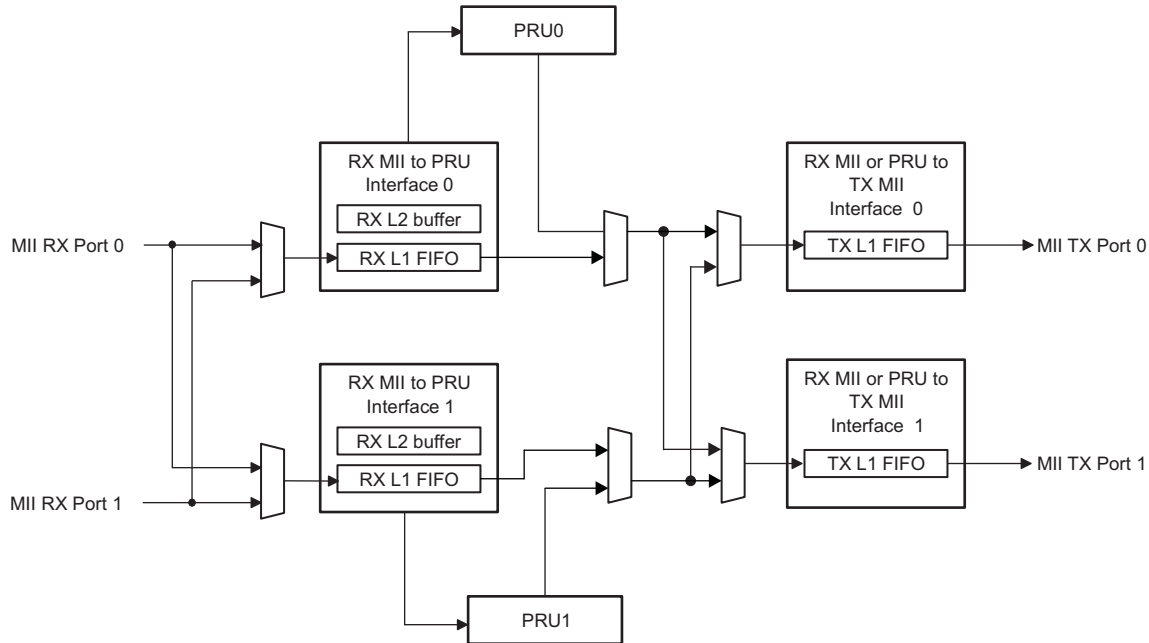 PRU0
RX MII to PRU
Interface 0
RX L2 buffer
RX L1 FIFO
RX MII or PRU to
TX MII
Interface 0
TX L1 FIFO
MII RX Port 0
MII TX Port 0
RX MII to PRU
Interface 1
RX L2 buffer
RX L1 FIFO
RX MII or PRU to
TX MII
Interface 1
TX L1 FIFO
MII RX Port 1
MII TX Port 1
PRU1